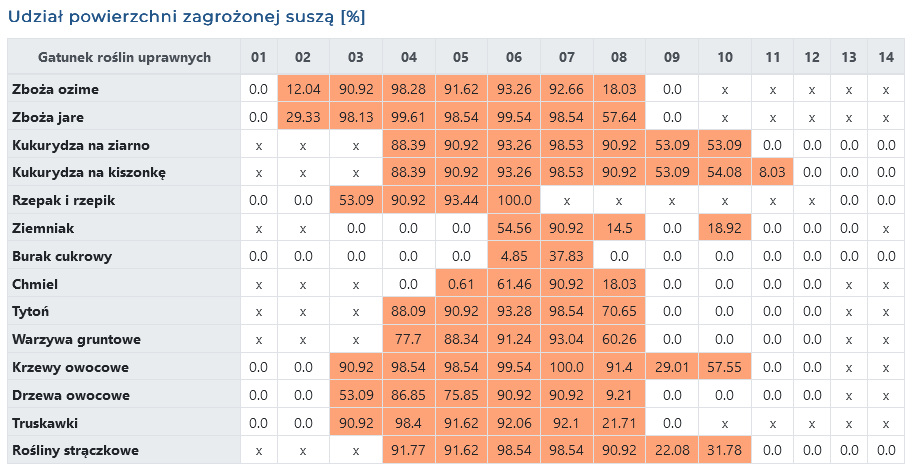 Udział powierzchni zagrożonej suszą [%]
Gatunek roślin uprawnych 01 02 03 04 05 06 07 08 09 10 11 12 13 14
Zboża ozime 0.0 12.04 90.92 98.28 91.62 93.26 92.66 18.03 0.0 x x x x x
Zboża jare 0.0 29.33 98.13 99.61 98.54 99.54 98.54 57.64 0.0 x x x x x
Kukurydza na ziarno x x x 88.39 90.92 93.26 98.53 90.92 53.09 53.09 0.0 0.0 0.0 0.0
Kukurydza na kiszonkę x x x 88.39 90.92 93.26 98.53 90.92 53.09 54.08 8.03 0.0 0.0 0.0
Rzepak i rzepik 0.0 0.0 53.09 90.92 93.44 100.0 x x x x x x 0.0 0.0
Ziemniak x x 0.0 0.0 0.0 54.56 90.92 14.5 0.0 18.92 0.0 0.0 0.0 x
Burak cukrowy 0.0 0.0 0.0 0.0 0.0 4.85 37.83 0.0 0.0 0.0 0.0 0.0 0.0 0.0
Chmiel x x x 0.0 0.61 61.46 90.92 18.03 0.0 0.0 0.0 0.0 x x
Tytoń x x x 88.09 90.92 93.28 98.54 70.65 0.0 0.0 0.0 0.0 x x
Warzywa gruntowe x x x 77.7 88.34 91.24 93.04 60.26 0.0 0.0 0.0 0.0 x x
Krzewy owocowe 0.0 0.0 90.92 98.54 98.54 99.54 100.0 91.4 29.01 57.55 0.0 0.0 x x
Drzewa owocowe 0.0 0.0 53.09 86.85 75.85 90.92 90.92 9.21 0.0 0.0 0.0 0.0 x x
Truskawki 0.0 0.0 90.92 98.4 91.62 92.06 92.1 21.71 0.0 x x x x x
Rośliny strączkowe x x x 91.77 91.62 98.54 98.54 90.92 22.08 31.78 0.0 0.0 0.0 0.0